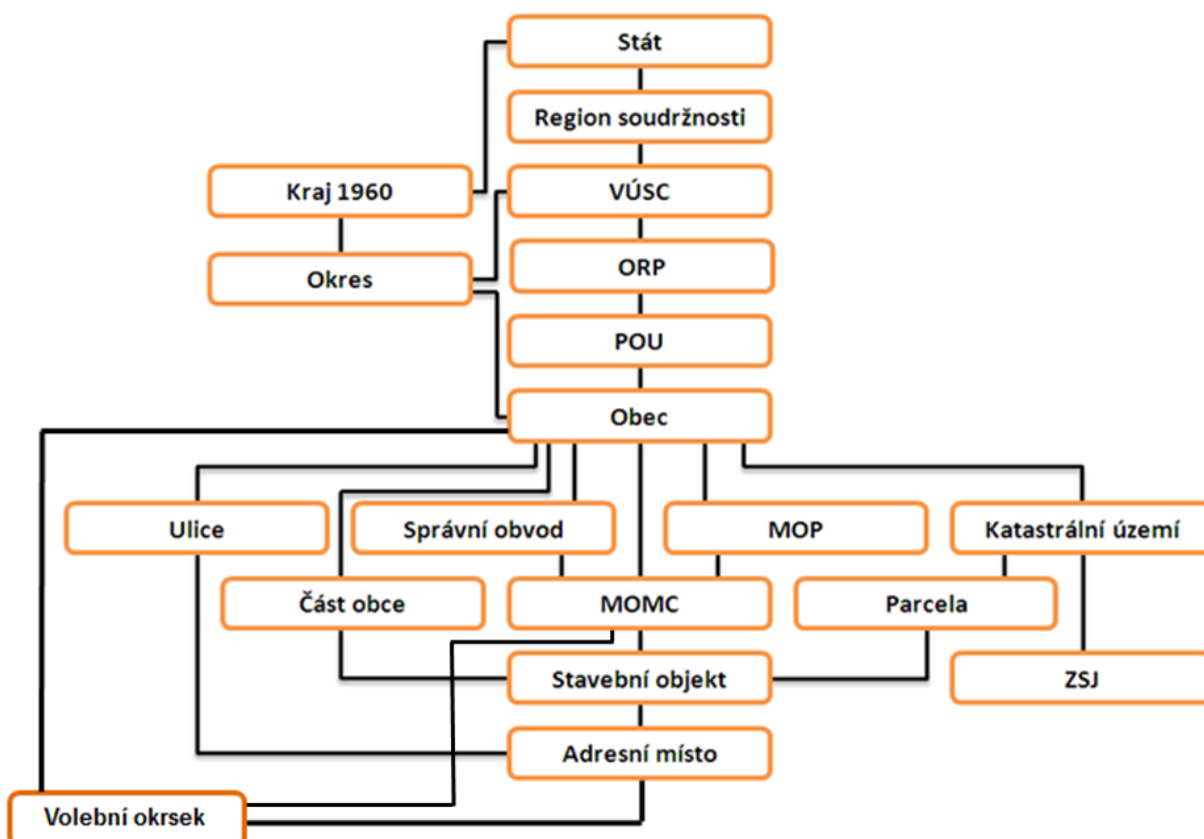 Stát
Region soudržnosti
Kraj 1960
VÚSC
Okres
ORP
POU
Obec
Ulice
Správní obvod
MOP
Katastrální území
Část obce
MOMC
Parcela
Stavební objekt
ZSJ
Adresní místo
Volební okrsek